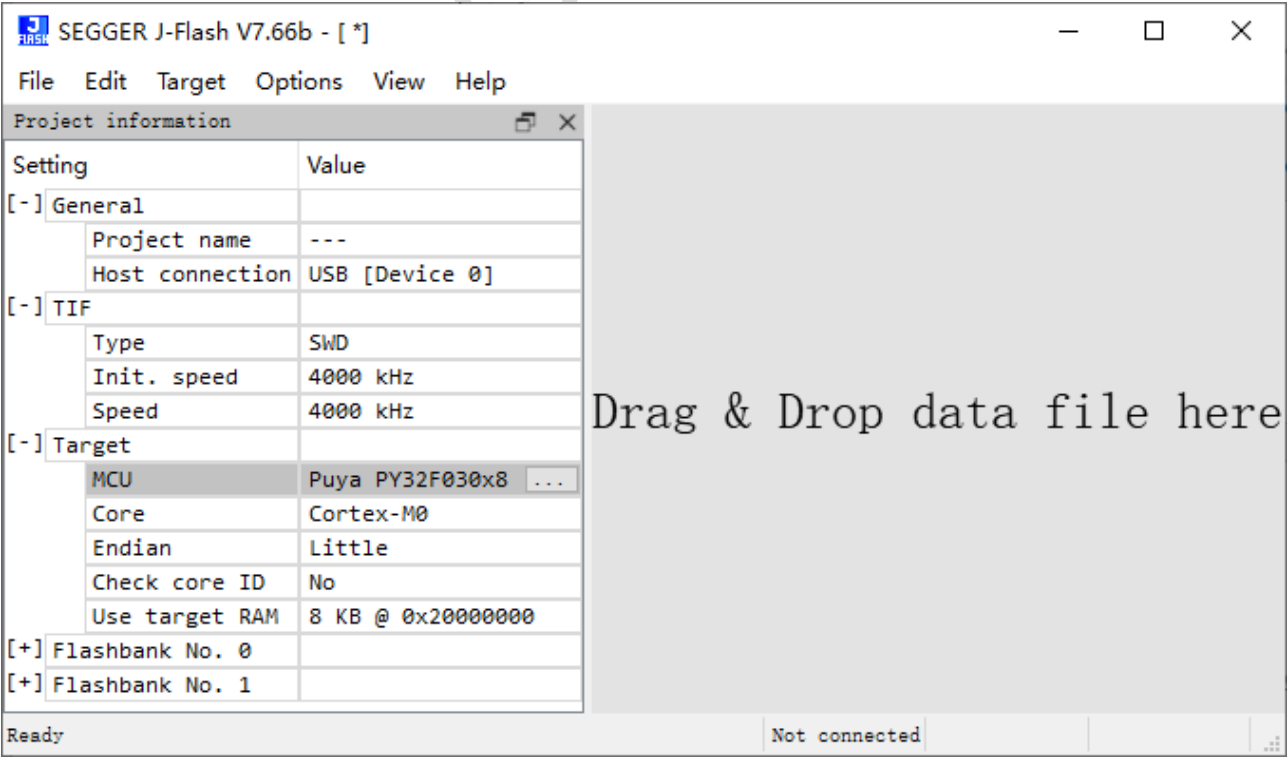 SEGGER J-Flash V7.66b - [ *]
File Edit Target Options View Help
Project information
Setting Value
[-] General
Project name ---
Host connection USB [Device 0]
[-] TIF
Type SWD
Init. speed 4000 kHz
Speed 4000 kHz
[-] Target
MCU Puya PY32F030x8 ...
Core Cortex-M0
Endian Little
Check core ID No
Use target RAM 8 KB @ 0x20000000
[+] Flashbank No. 0
[+] Flashbank No. 1
Drag & Drop data file here
Ready Not connected